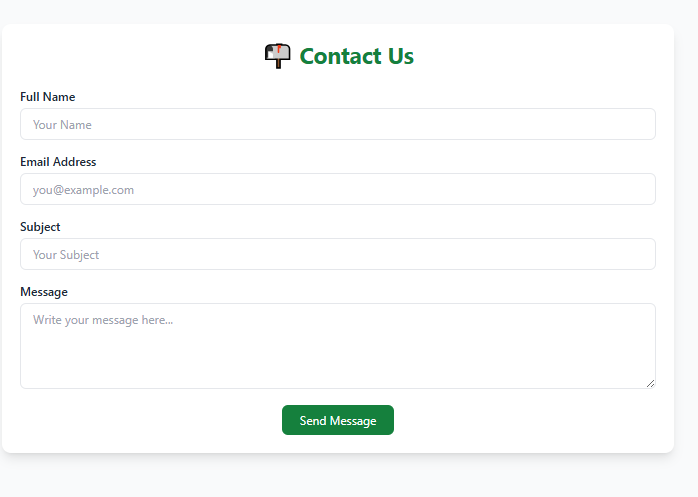 📬 Contact Us
Full Name
Your Name
Email Address
you@example.com
Subject
Your Subject
Message
Write your message here...
Send Message